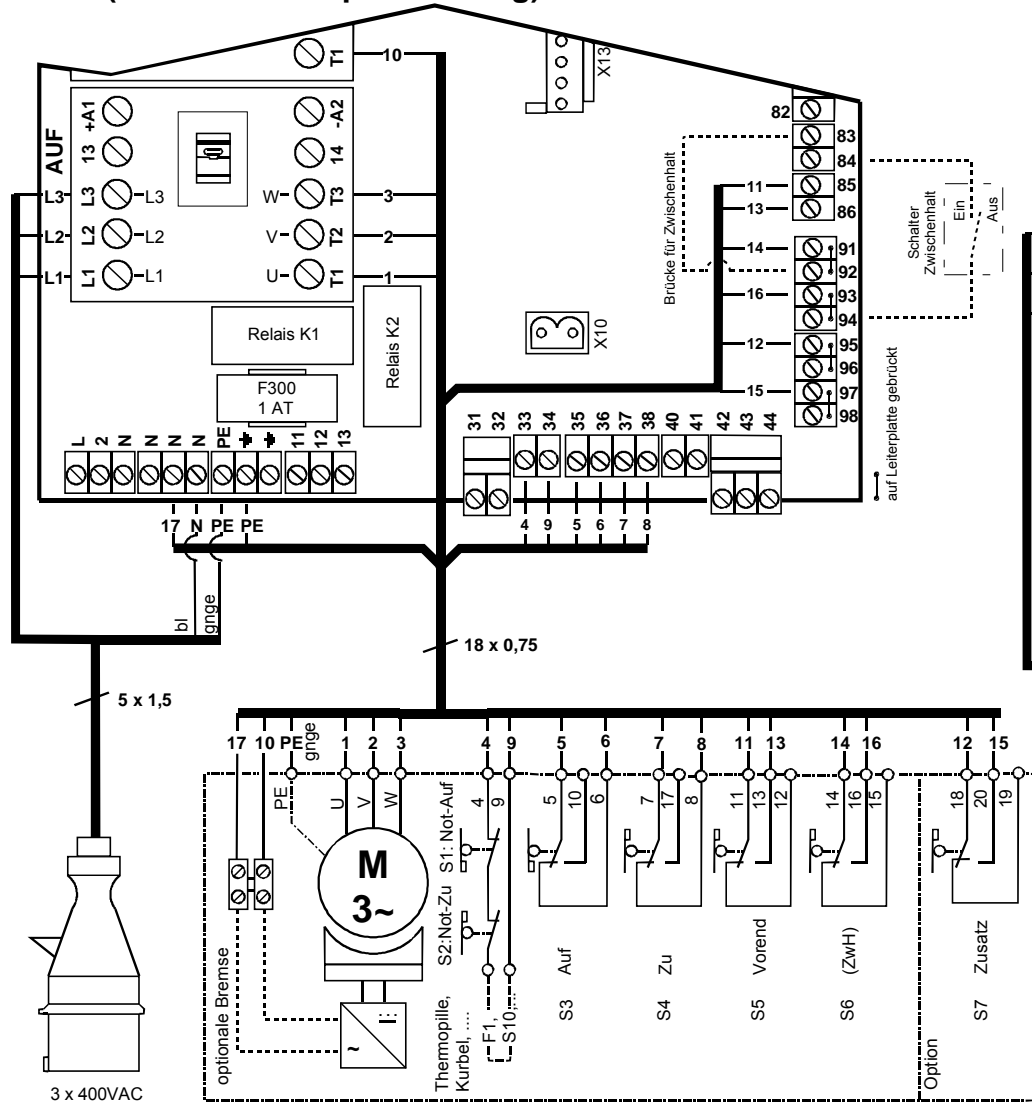 T1
10
X13
AUF
+A1
-A2
13
14
L3
L3
L3
W
T3
3
L2
L2
L2
V
T2
2
L1
L1
L1
U
T1
1
Relais K1
Relais K2
F300
1 AT
X10
82
83
84
11
85
13
86
14
91
92
16
93
94
12
95
96
15
97
98
Brücke für Zwischenhalt
Schalter
Zwischenhalt
Ein
Aus
auf Leiterplatte gebrückt
L
2
N
N
N
N
PE
11
12
13
31
32
33
34
35
36
37
38
40
41
42
43
44
17
N
PE
PE
4
9
5
6
7
8
bl
gnge
18 x 0,75
5 x 1,5
17
10
PE
gnge
1
2
3
4
9
5
6
7
8
11
13
14
16
12
15
PE
U
V
W
4
9
5
10
6
7
17
8
11
13
12
14
16
15
18
20
19
M
3~
S1: Not-Auf
S2:Not-Zu
optionale Bremse
~
Thermopille,
Kurbel, ....
F1,
S10,...
Auf
S3
Zu
S4
Vorend
S5
(ZwH)
S6
Zusatz
S7
Option
3 x 400VAC